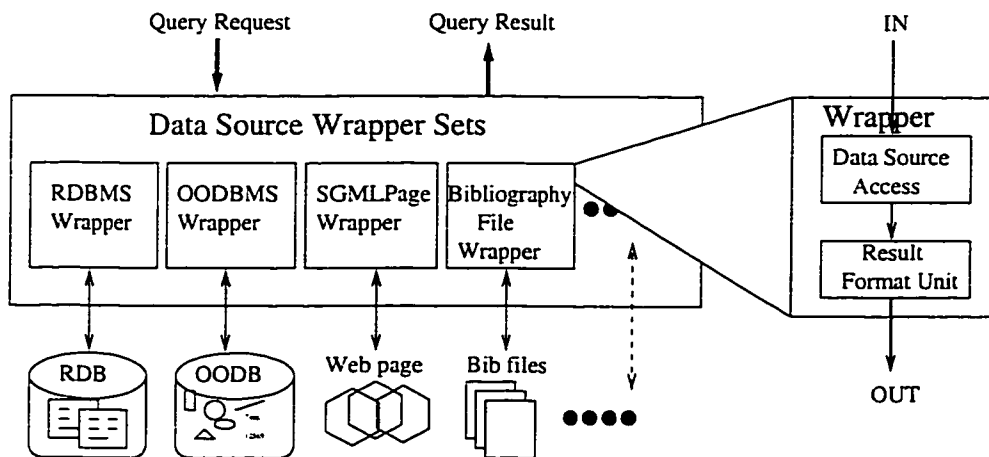 Query Request
Query Result
IN
Data Source Wrapper Sets
Wrapper
RDBMS
Wrapper
OODBMS
Wrapper
SGMLPage
Wrapper
Bibliography
File
Wrapper
Data Source
Access
Result
Format Unit
RDB
OODB
Web page
Bib files
OUT